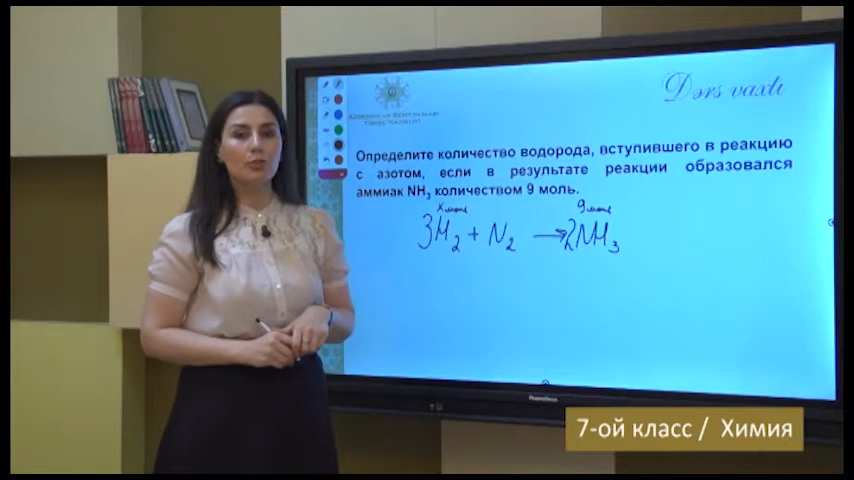 Dərs vaxtı
Определите количество водорода, вступившего в реакцию
с азотом, если в результате реакции образовался
аммиак NH₃ количеством 9 моль.
x моль 9 моль
3H₂ + N₂ → 2NH₃
7-ой класс / Химия